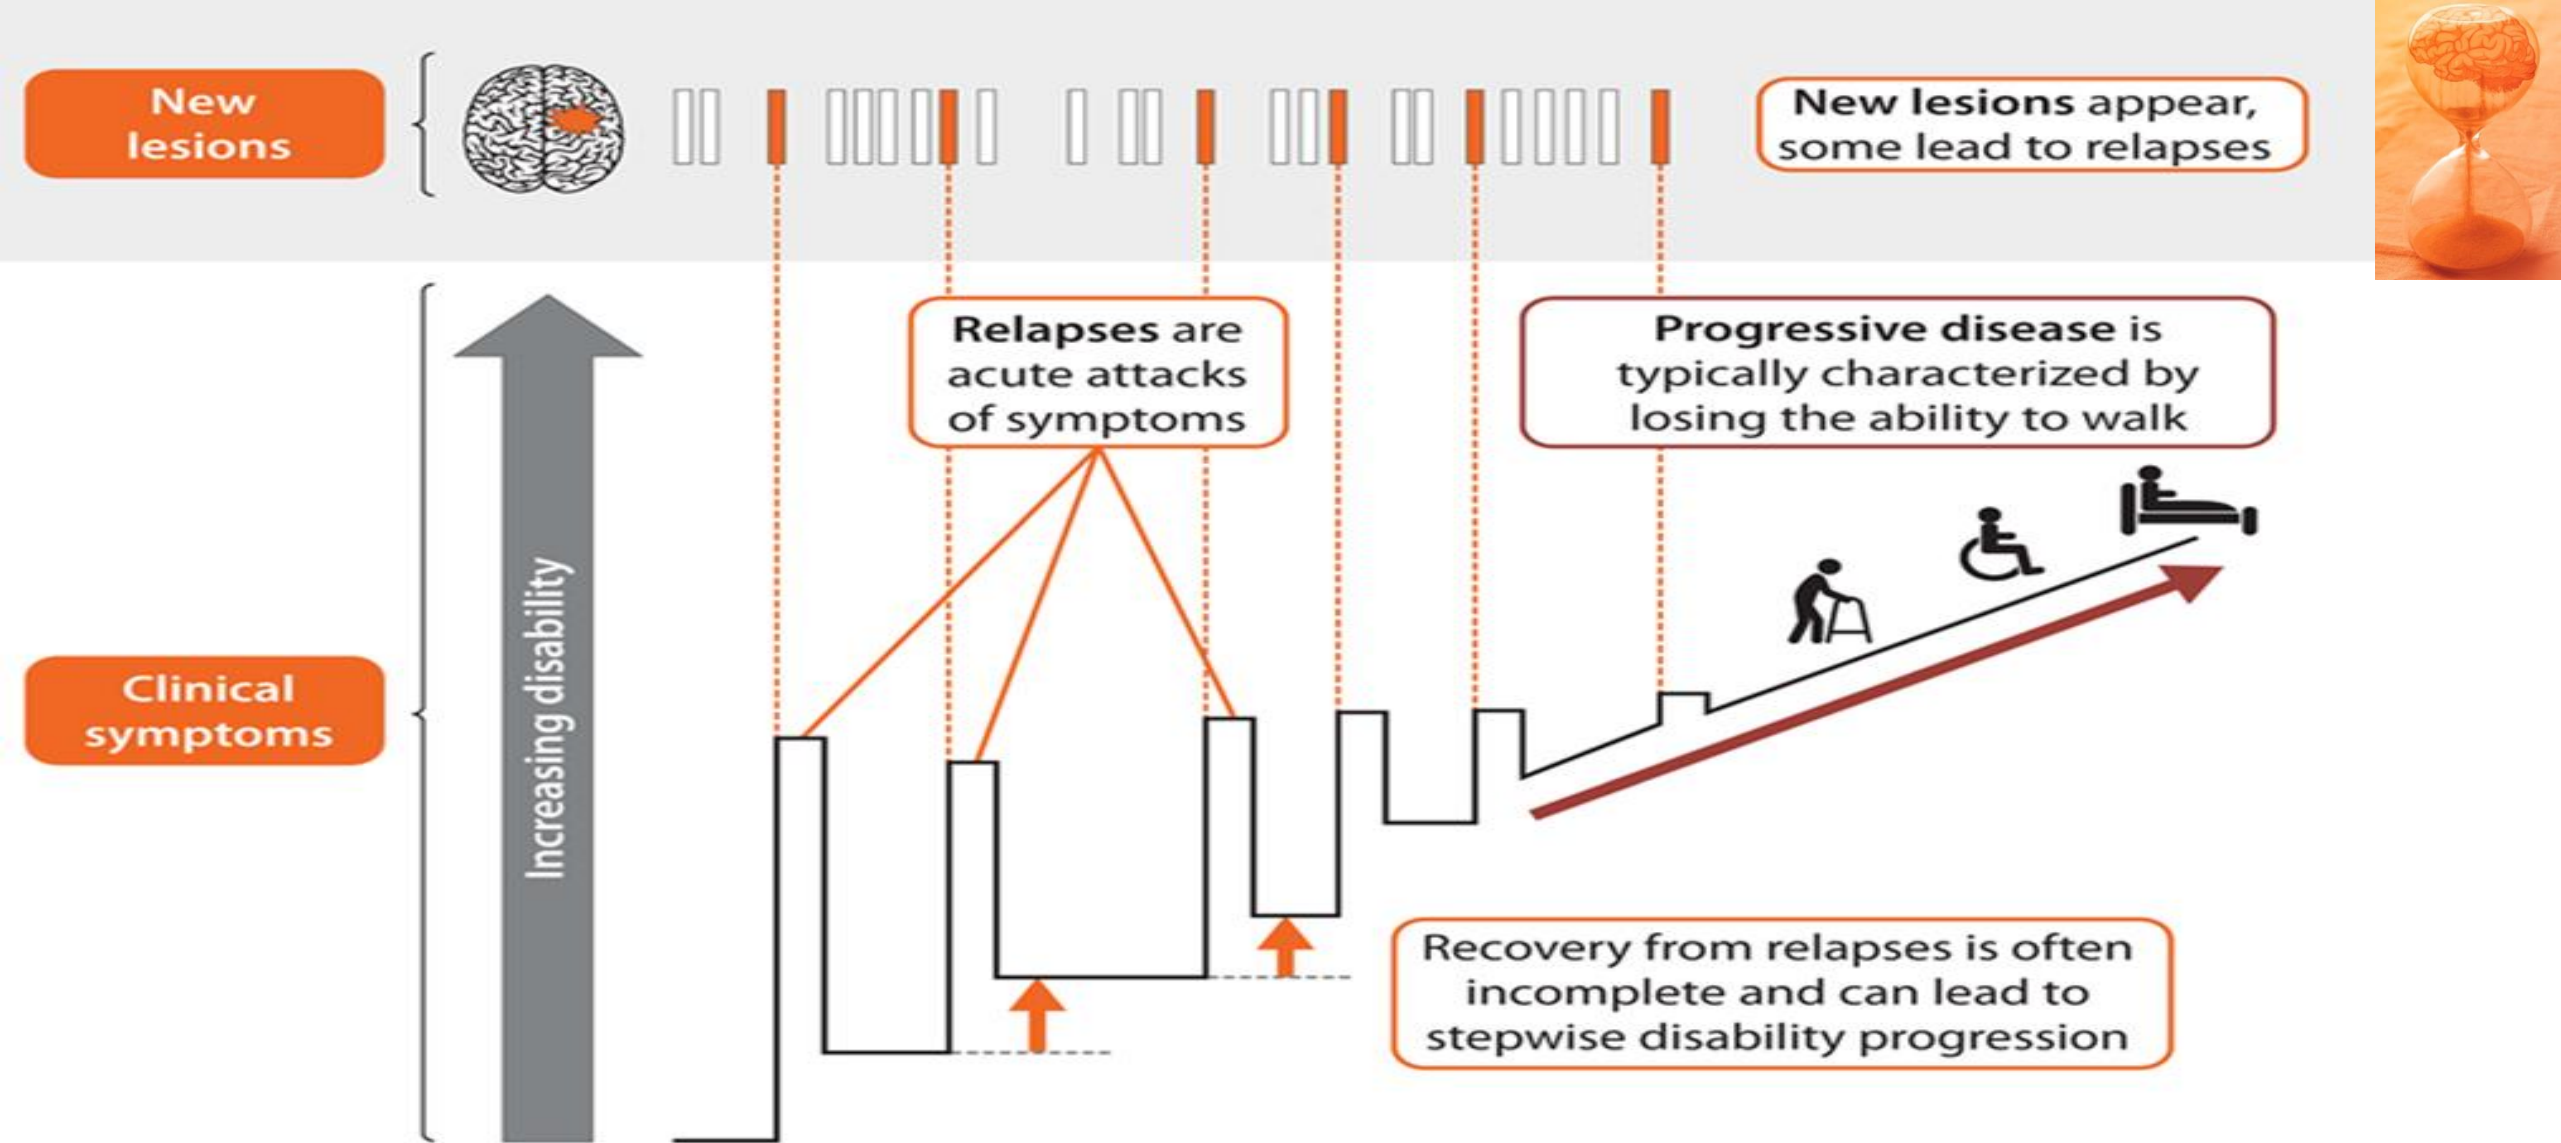 New
lesions
New lesions appear,
some lead to relapses
Relapses are
acute attacks
of symptoms
Progressive disease is
typically characterized by
losing the ability to walk
Increasing disability
Clinical
symptoms
Recovery from relapses is often
incomplete and can lead to
stepwise disability progression